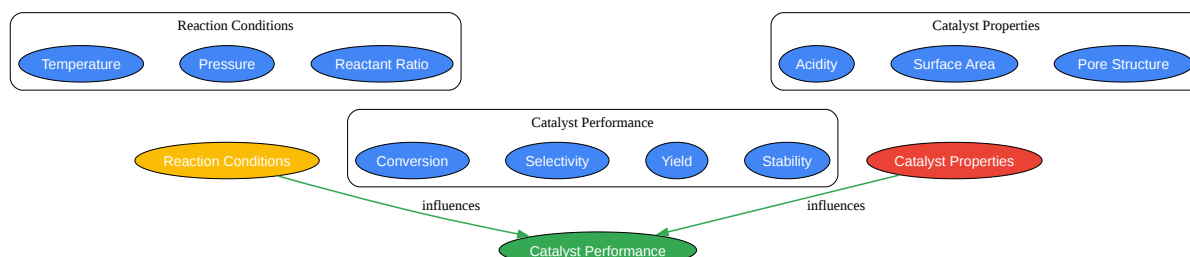 Reaction Conditions
Temperature
Pressure
Reactant Ratio
Catalyst Properties
Acidity
Surface Area
Pore Structure
Catalyst Performance
Conversion
Selectivity
Yield
Stability
Reaction Conditions
Catalyst Properties
influences
influences
Catalyst Performance